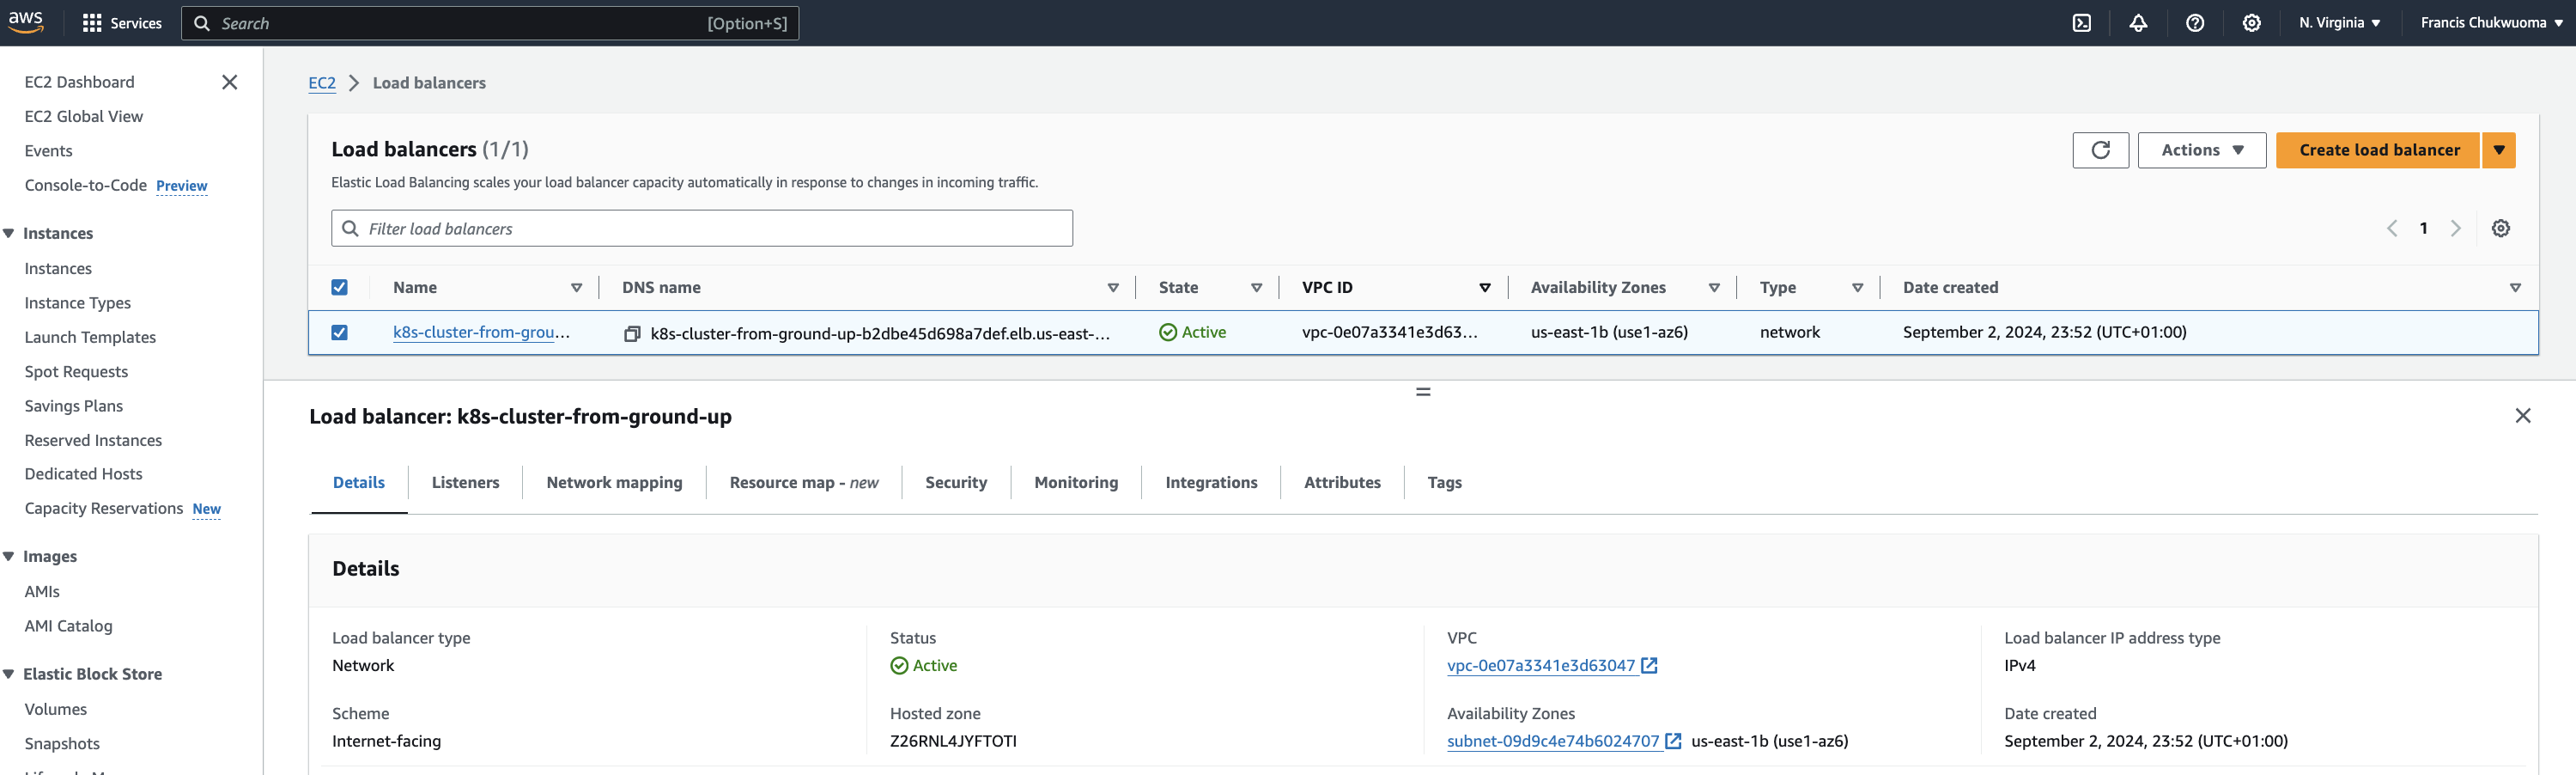 aws
Services
Search
[Option+S]
N. Virginia
Francis Chukwuoma
EC2 Dashboard
EC2 Global View
Events
Console-to-Code Preview
Instances
Instances
Instance Types
Launch Templates
Spot Requests
Savings Plans
Reserved Instances
Dedicated Hosts
Capacity Reservations New
Images
AMIs
AMI Catalog
Elastic Block Store
Volumes
Snapshots
EC2 > Load balancers
Load balancers (1/1)
Elastic Load Balancing scales your load balancer capacity automatically in response to changes in incoming traffic.
Actions
Create load balancer
Filter load balancers
1
Name DNS name State VPC ID Availability Zones Type Date created
k8s-cluster-from-grou... k8s-cluster-from-ground-up-b2dbe45d698a7def.elb.us-east-... Active vpc-0e07a3341e3d63... us-east-1b (use1-az6) network September 2, 2024, 23:52 (UTC+01:00)
Load balancer: k8s-cluster-from-ground-up
Details Listeners Network mapping Resource map - new Security Monitoring Integrations Attributes Tags
Details
Load balancer type
Network
Status
Active
VPC
vpc-0e07a3341e3d63047
Load balancer IP address type
IPv4
Scheme
Internet-facing
Hosted zone
Z26RNL4JYFTOTI
Availability Zones
subnet-09d9c4e74b6024707 us-east-1b (use1-az6)
Date created
September 2, 2024, 23:52 (UTC+01:00)